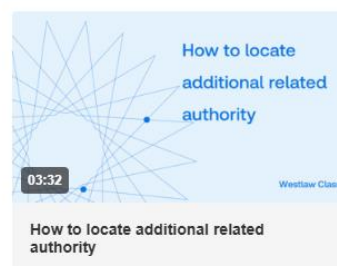 How to locate
additional related
authority
03:32
Westlaw
How to locate additional related
authority